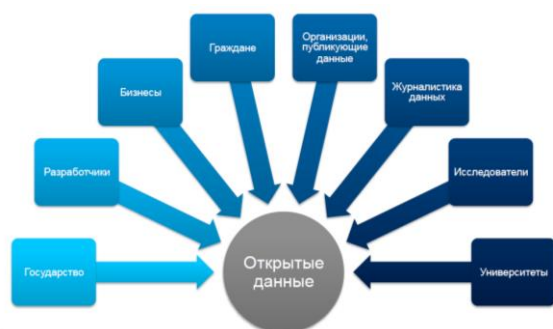 Государство
Разработчики
Бизнесы
Граждане
Организации,
публикующие
данные
Журналистика
данных
Исследователи
Университеты
Открытые
данные